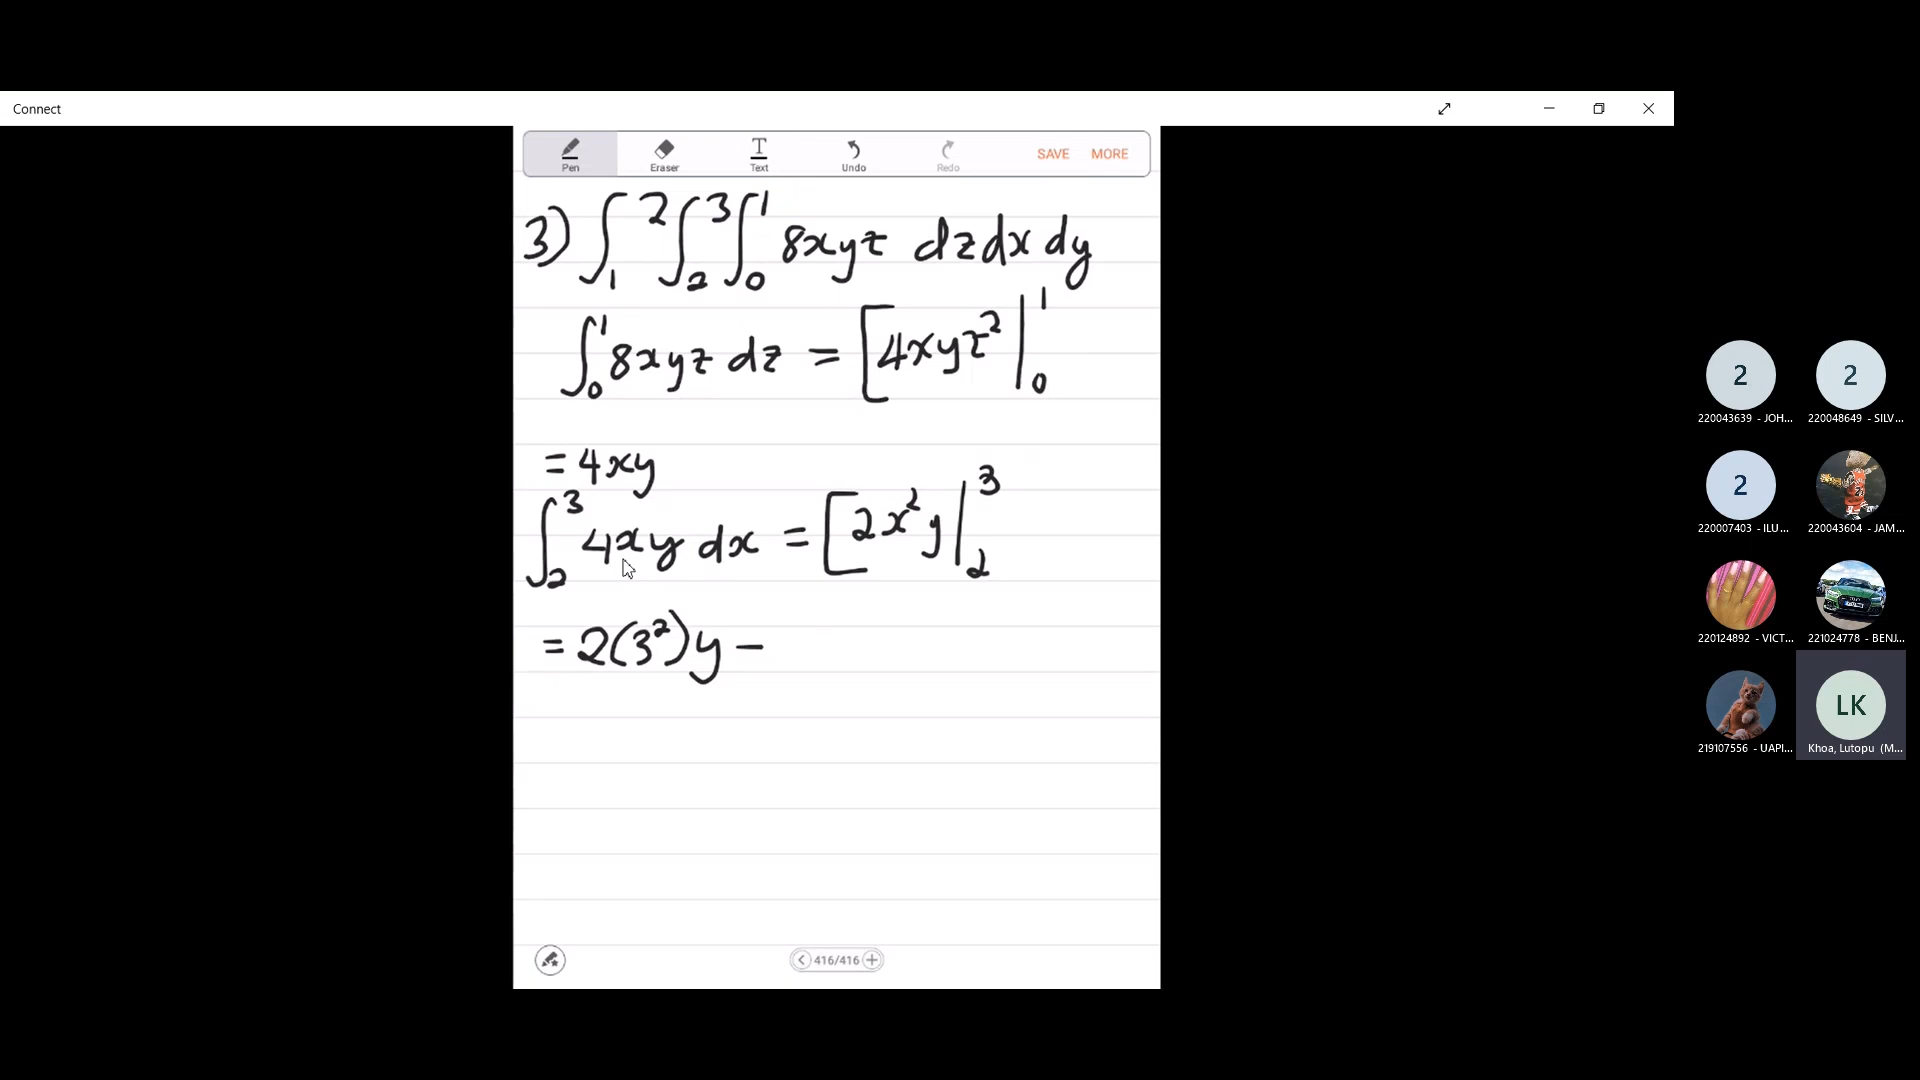 Connect
Pen Eraser Text Undo Redo SAVE MORE
3) ∫₁² ∫₂³ ∫₀¹ 8xyz dz dx dy
∫₀¹ 8xyz dz = [4xyz²|₀¹
= 4xy
∫₂³ 4xy dx = [2x²y|₂³
= 2(3²)y −
416/416
2 2
220043639 - JOH... 220048649 - SILV...
2
220007403 - ILU... 220043604 - JAM...
220124892 - VICT... 221024778 - BENJ...
LK
219107556 - UAPI... Khoa, Lutopu (M...